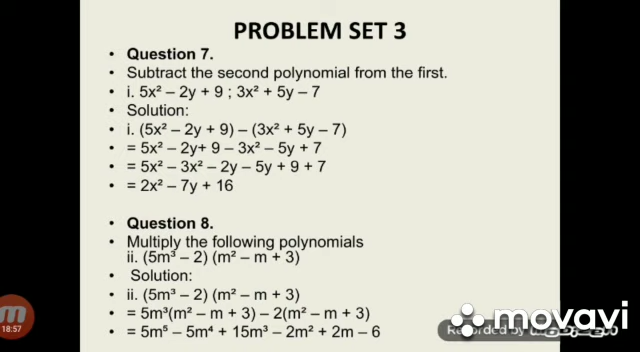 PROBLEM SET 3
• Question 7.
• Subtract the second polynomial from the first.
• i. 5x² – 2y + 9 ; 3x² + 5y – 7
• Solution:
• i. (5x² – 2y + 9) – (3x² + 5y – 7)
• = 5x² – 2y+ 9 – 3x² – 5y + 7
• = 5x² – 3x² – 2y – 5y + 9 + 7
• = 2x² – 7y + 16
• Question 8.
• Multiply the following polynomials
ii. (5m³ – 2) (m² – m + 3)
• Solution:
• ii. (5m³ – 2) (m² – m + 3)
• = 5m³(m² – m + 3) – 2(m² – m + 3)
• = 5m⁵ – 5m⁴ + 15m³ – 2m² + 2m – 6
m
18:57
movavi
Recorded by